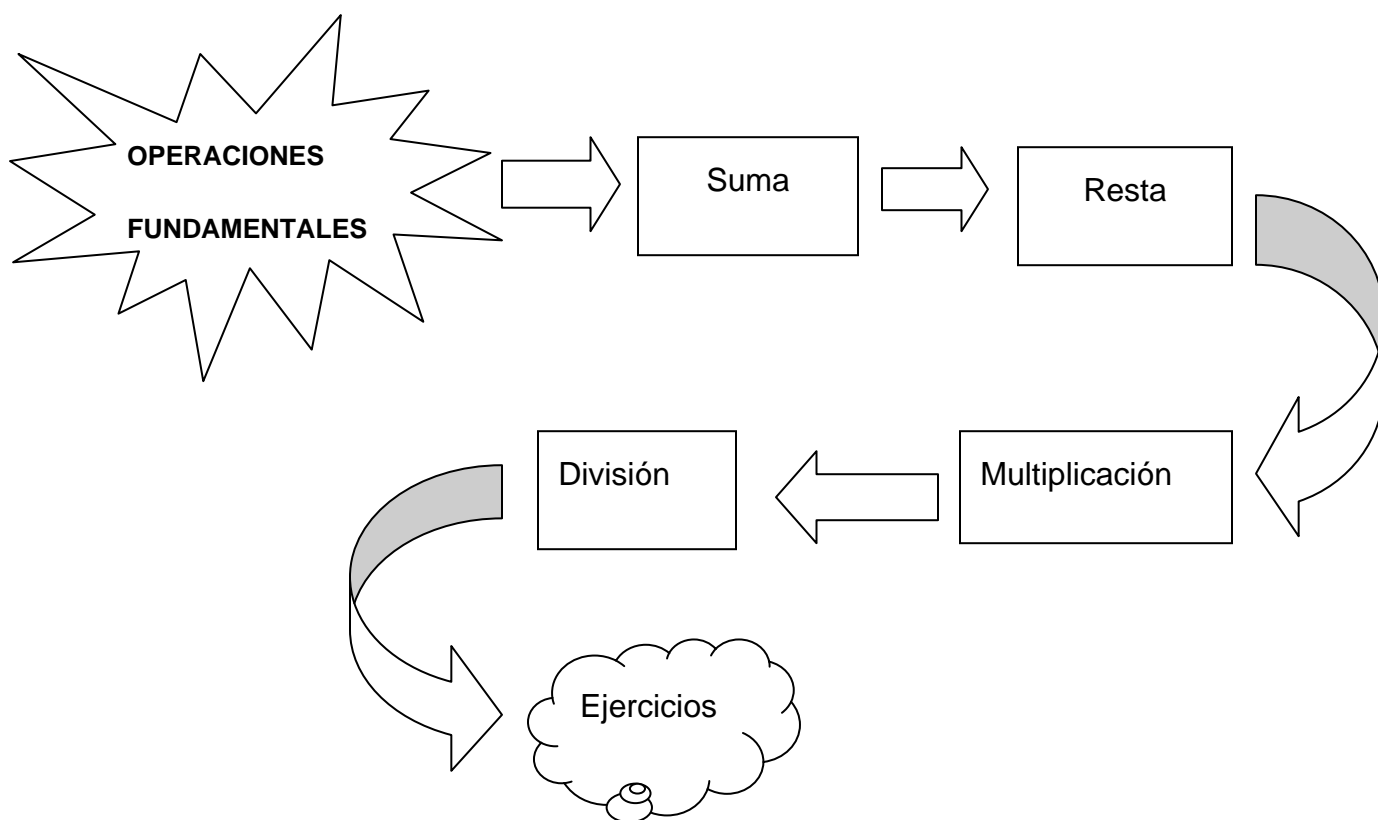 OPERACIONES
FUNDAMENTALES
Suma
Resta
Multiplicación
División
Ejercicios